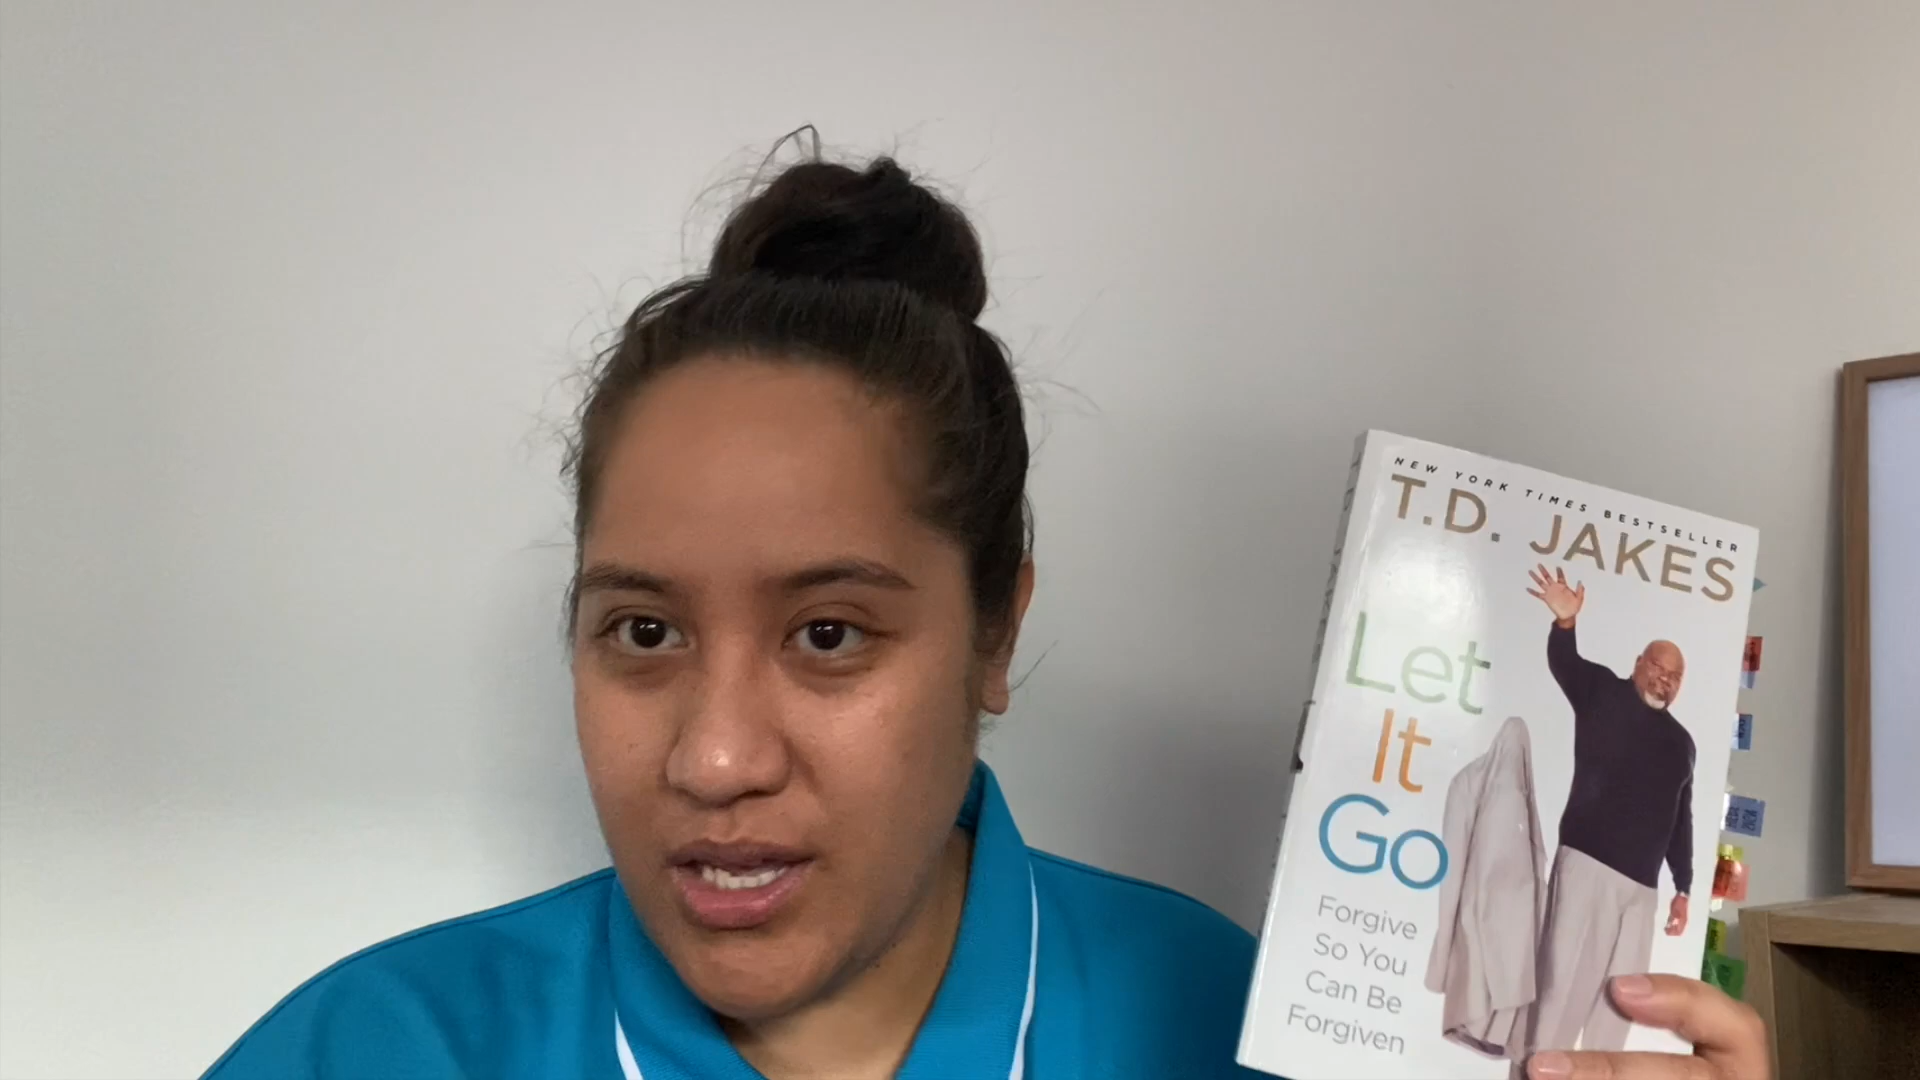 NEW YORK TIMES BESTSELLER
T.D. JAKES
Let
It
Go
Forgive
So You
Can Be
Forgiven